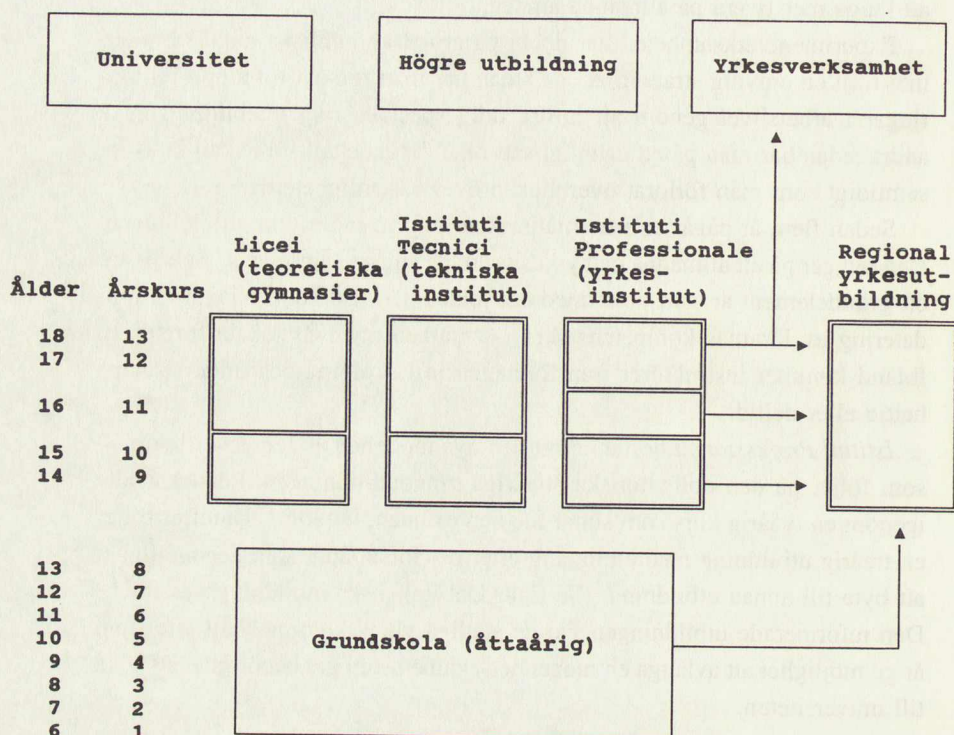 Universitet
Högre utbildning
Yrkesverksamhet
Ålder
Årskurs
Licei
(teoretiska
gymnasier)
Istituti
Tecnici
(tekniska
institut)
Istituti
Professionale
(yrkes-
institut)
Regional
yrkesut-
bildning
18 13
17 12
16 11
15 10
14 9
13 8
12 7
11 6
10 5
9 4
8 3
7 2
6 1
Grundskola (åttaårig)